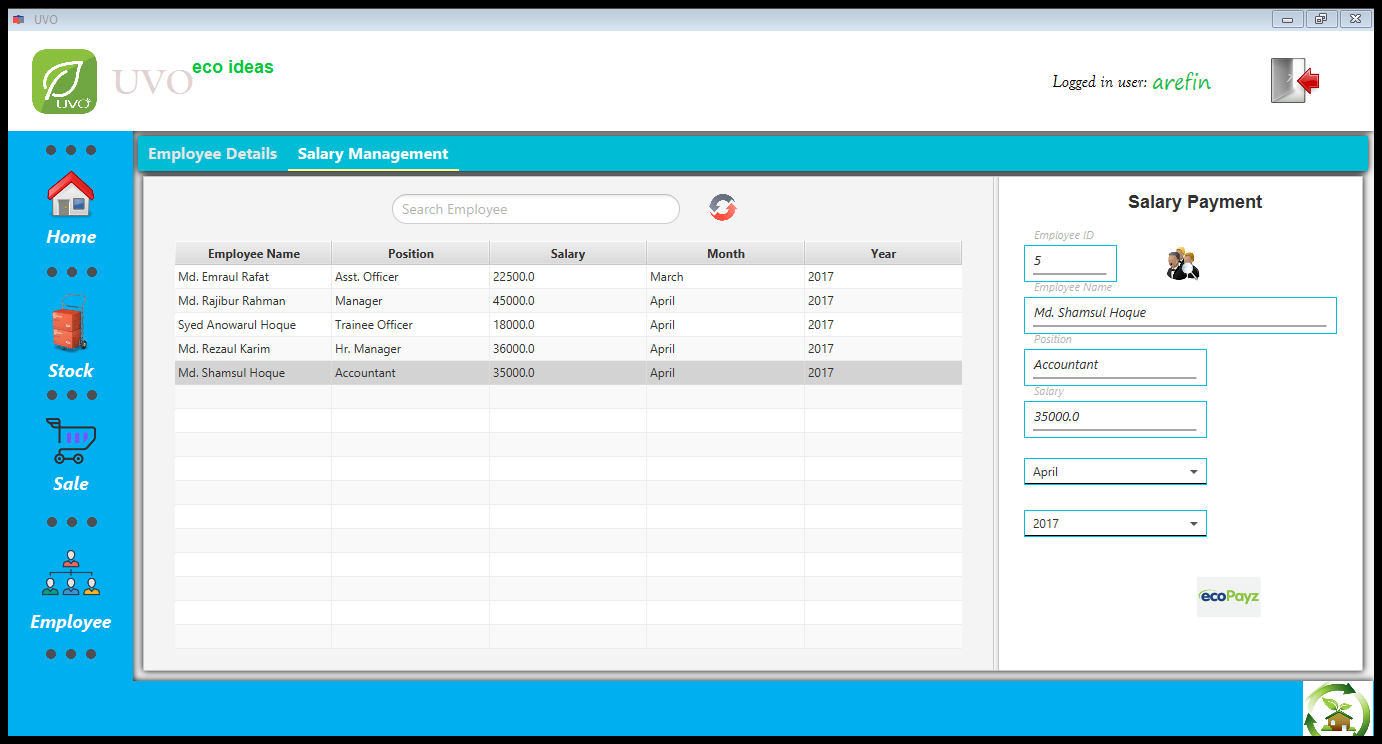 UVO
UVO
UVO
eco ideas
Logged in user: arefin
Employee Details Salary Management
Home
Stock
Sale
Employee
Search Employee
Employee Name Position Salary Month Year
Md. Emraul Rafat Asst. Officer 22500.0 March 2017
Md. Rajibur Rahman Manager 45000.0 April 2017
Syed Anowarul Hoque Trainee Officer 18000.0 April 2017
Md. Rezaul Karim Hr. Manager 36000.0 April 2017
Md. Shamsul Hoque Accountant 35000.0 April 2017
Salary Payment
Employee ID
5
Employee Name
Md. Shamsul Hoque
Position
Accountant
Salary
35000.0
April
2017
ecoPayz